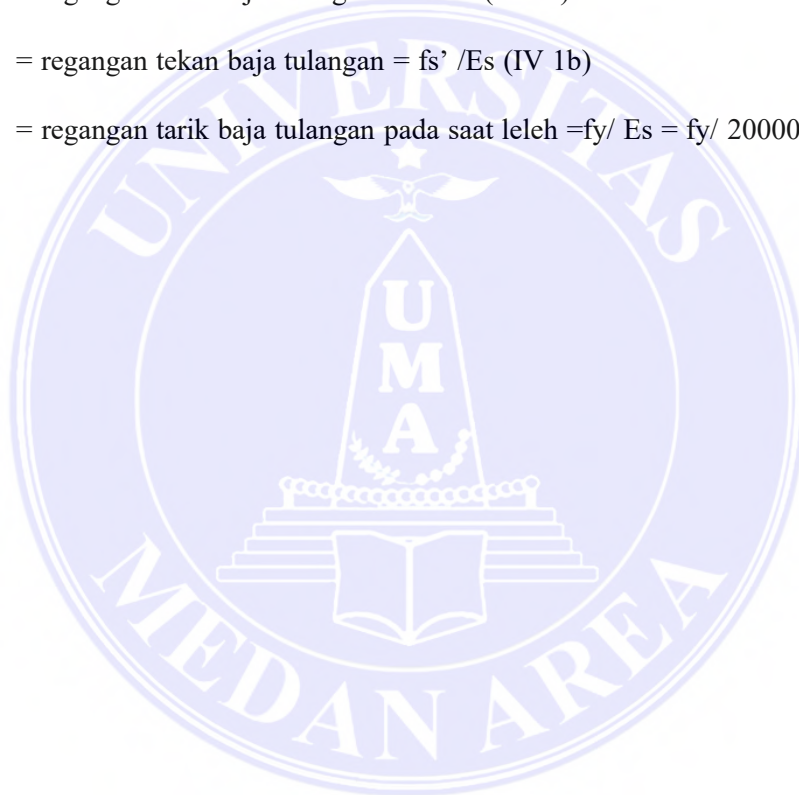 = regangan tekan baja tulangan = fs’ /Es (IV 1b)
= regangan tarik baja tulangan pada saat leleh =fy/ Es = fy/ 20000
UNIVERSITAS
UMA
MEDAN AREA